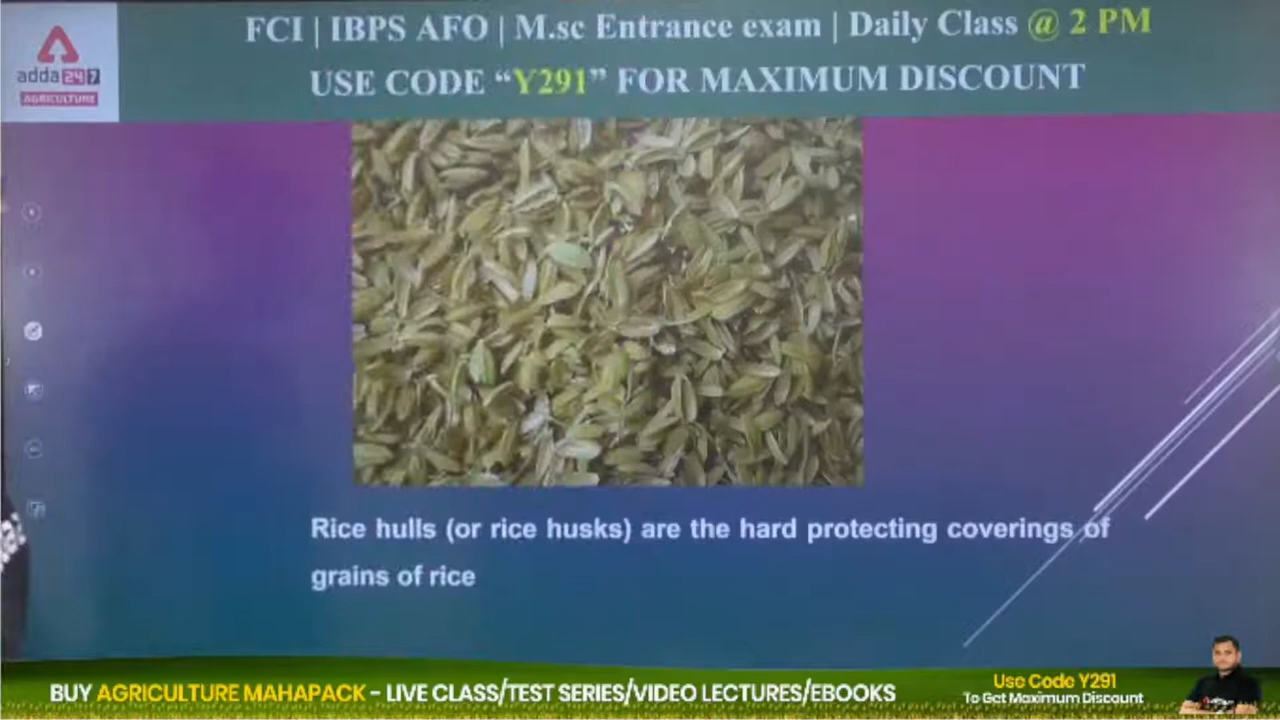 FCI | IBPS AFO | M.sc Entrance exam | Daily Class @ 2 PM
USE CODE “Y291” FOR MAXIMUM DISCOUNT
adda 247
AGRICULTURE
Rice hulls (or rice husks) are the hard protecting coverings of
grains of rice
BUY AGRICULTURE MAHAPACK - LIVE CLASS/TEST SERIES/VIDEO LECTURES/EBOOKS
Use Code Y291
To Get Maximum Discount